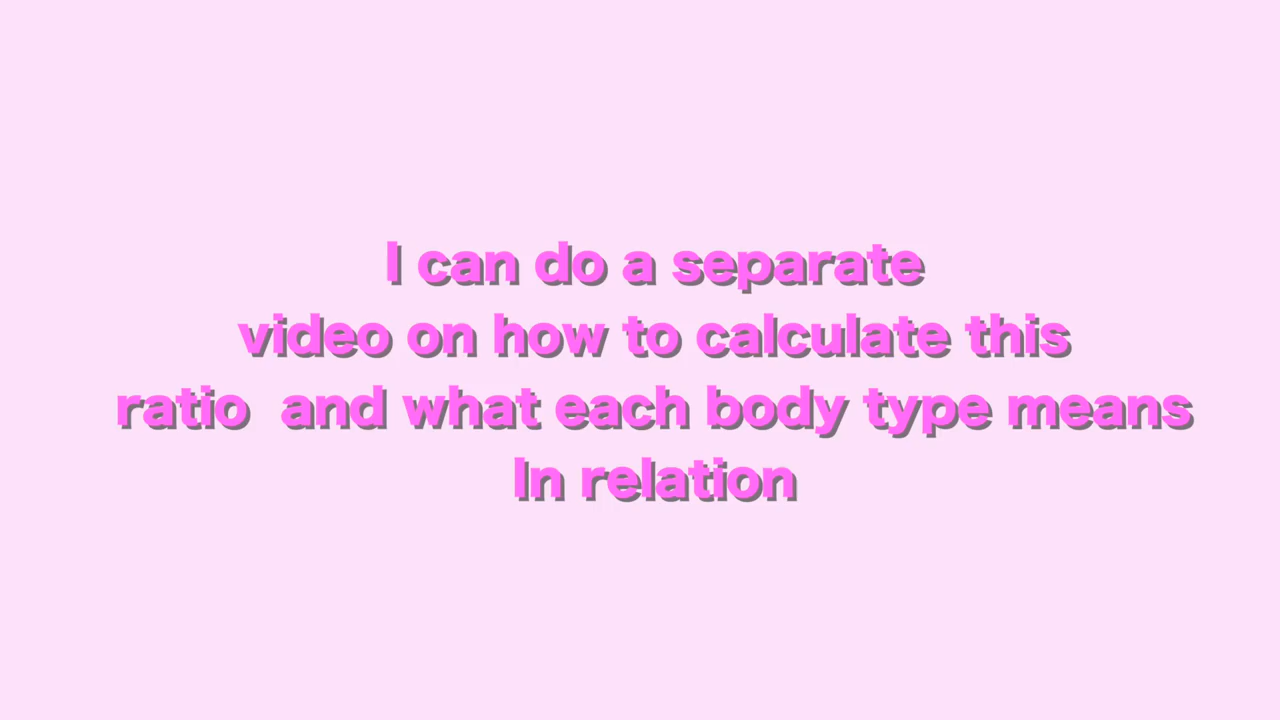 I can do a separate
video on how to calculate this
ratio  and what each body type means
In relation